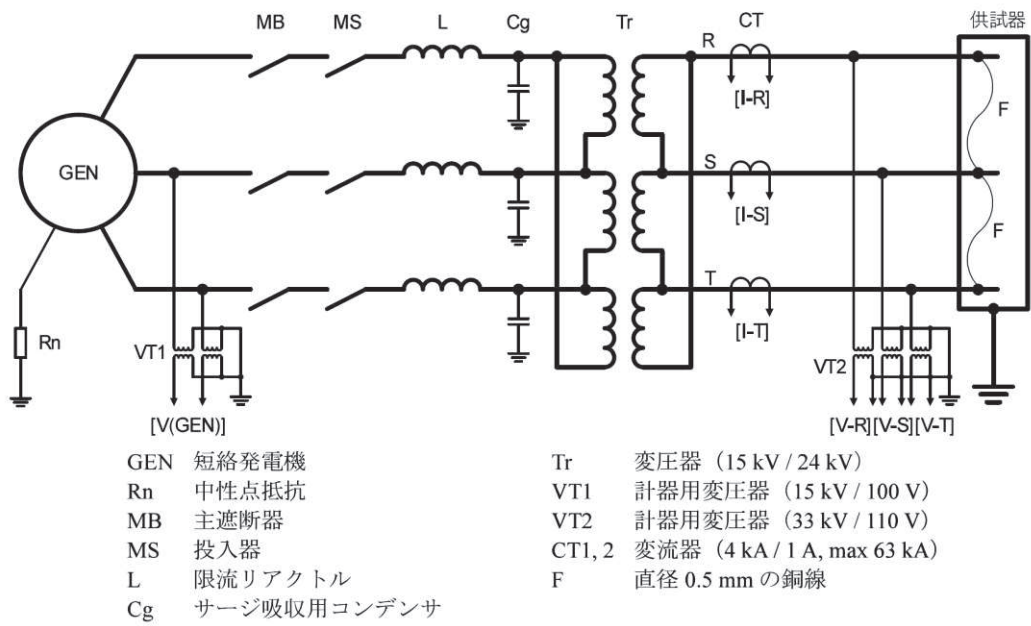 MB MS L Cg Tr CT 供試器
R
[I-R]
F
GEN
S
[I-S]
F
T
[I-T]
Rn
VT1
VT2
[V(GEN)]
[V-R][V-S][V-T]
GEN 短絡発電機
Rn 中性点抵抗
MB 主遮断器
MS 投入器
L 限流リアクトル
Cg サージ吸収用コンデンサ
Tr 変圧器（15 kV / 24 kV）
VT1 計器用変圧器（15 kV / 100 V）
VT2 計器用変圧器（33 kV / 110 V）
CT1, 2 変流器（4 kA / 1 A, max 63 kA）
F 直径 0.5 mm の銅線